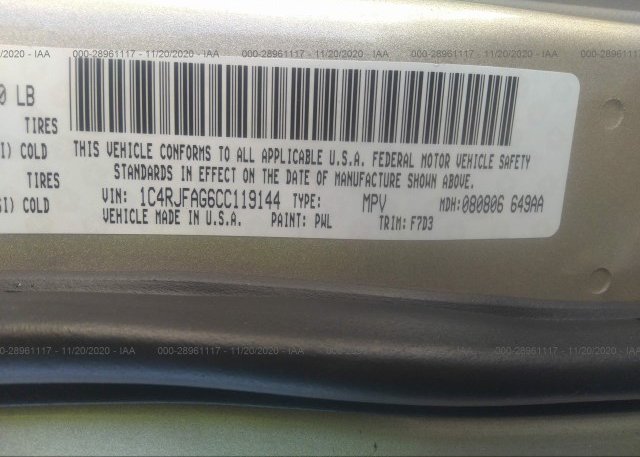 000-28961117 - 11/20/2020 - IAA
0 LB
TIRES
SI) COLD
TIRES
SI) COLD
THIS VEHICLE CONFORMS TO ALL APPLICABLE U.S.A. FEDERAL MOTOR VEHICLE SAFETY
STANDARDS IN EFFECT ON THE DATE OF MANUFACTURE SHOWN ABOVE.
VIN: 1C4RJFAG6CC119144 TYPE: MPV MDH:080806 649AA
VEHICLE MADE IN U.S.A. PAINT: PWL TRIM: F7D3
000-28961117 - 11/20/2020 - IAA